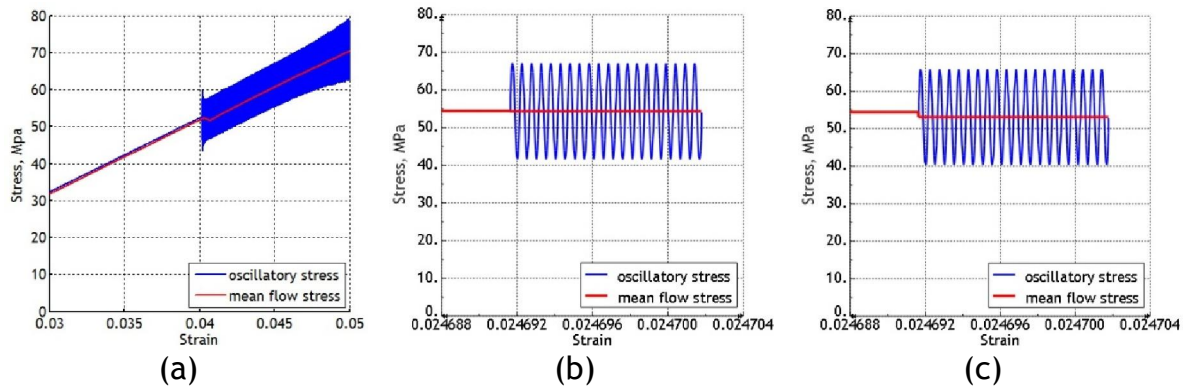 80
70
60
50
40
30
20
10
0
Stress, Mpa
0.03
0.035
0.04
0.045
0.05
Strain
oscillatory stress
mean flow stress
(a)
80.
70.
60.
50.
40.
30.
20.
10.
0.
Stress, MPa
0.024688
0.024692
0.024696
0.024700
0.024704
Strain
oscillatory stress
mean flow stress
(b)
80.
70.
60.
50.
40.
30.
20.
10.
0.
Stress, MPa
0.024688
0.024692
0.024696
0.024700
0.024704
Strain
oscillatory stress
mean flow stress
(c)